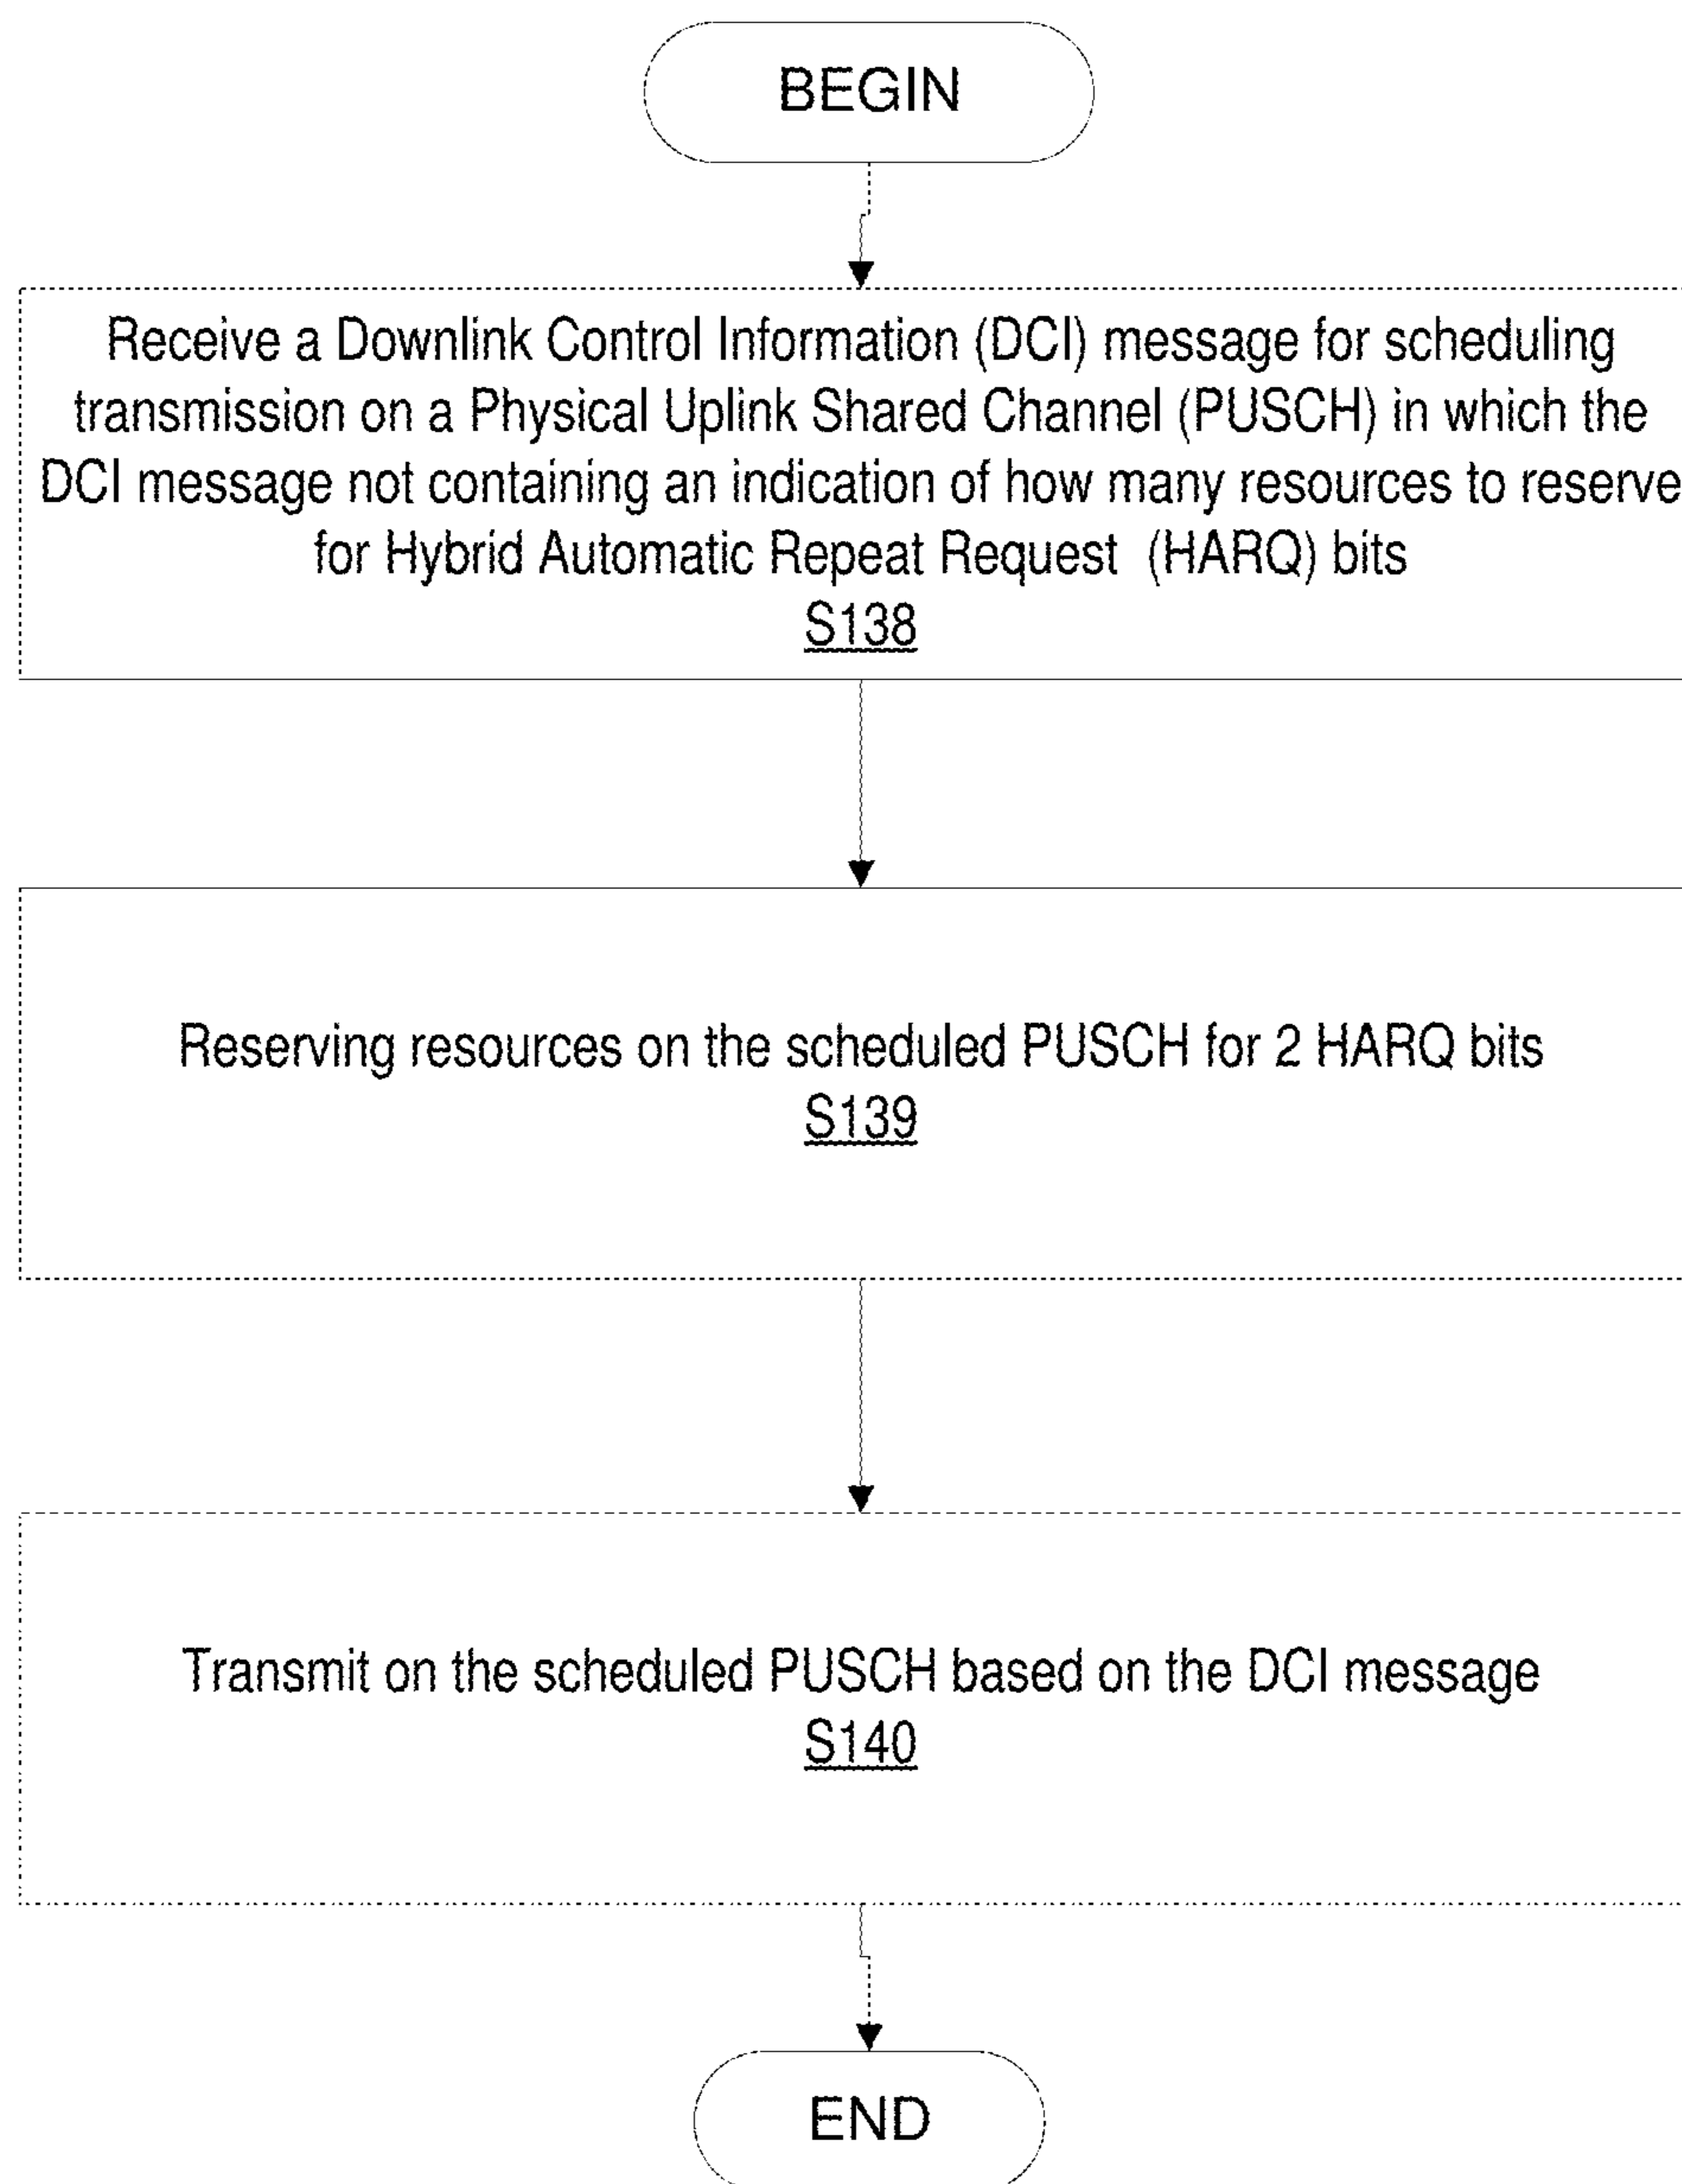 BEGIN
Receive a Downlink Control Information (DCI) message for scheduling
transmission on a Physical Uplink Shared Channel (PUSCH) in which the
DCI message not containing an indication of how many resources to reserve
for Hybrid Automatic Repeat Request (HARQ) bits
S138
Reserving resources on the scheduled PUSCH for 2 HARQ bits
S139
Transmit on the scheduled PUSCH based on the DCI message
S140
END